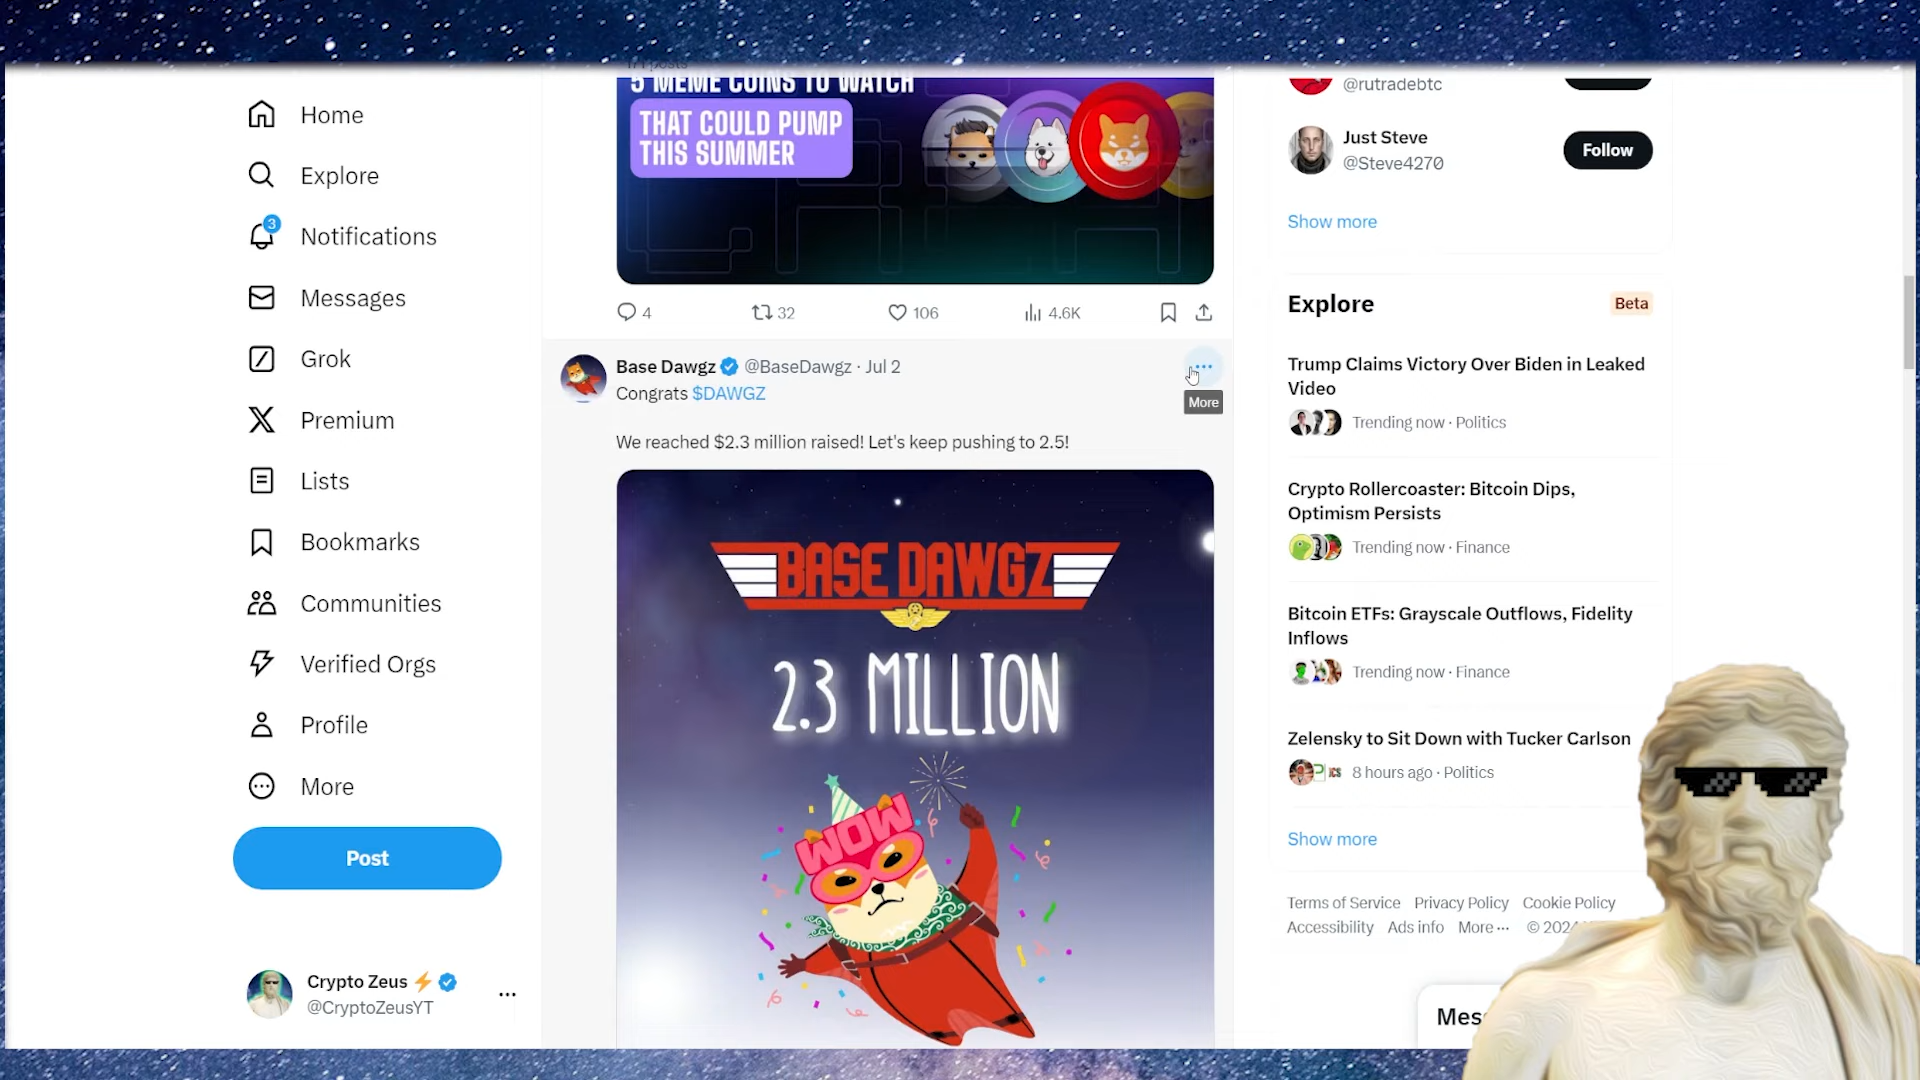 Home
Explore
3
Notifications
Messages
Grok
Premium
Lists
Bookmarks
Communities
Verified Orgs
Profile
More
Post
Crypto Zeus
@CryptoZeusYT
posts
5 MEME COINS TO WATCH
THAT COULD PUMP
THIS SUMMER
4
32
106
4.6K
Base Dawgz @BaseDawgz · Jul 2
More
Congrats $DAWGZ
We reached $2.3 million raised! Let's keep pushing to 2.5!
BASE DAWGZ
2.3 MILLION
WOW
@rutradebtc
Just Steve
@Steve4270
Follow
Show more
Explore
Beta
Trump Claims Victory Over Biden in Leaked
Video
Trending now · Politics
Crypto Rollercoaster: Bitcoin Dips,
Optimism Persists
Trending now · Finance
Bitcoin ETFs: Grayscale Outflows, Fidelity
Inflows
Trending now · Finance
Zelensky to Sit Down with Tucker Carlson
8 hours ago · Politics
Show more
Terms of Service Privacy Policy Cookie Policy
Accessibility Ads info More ··· © 2024
Mes